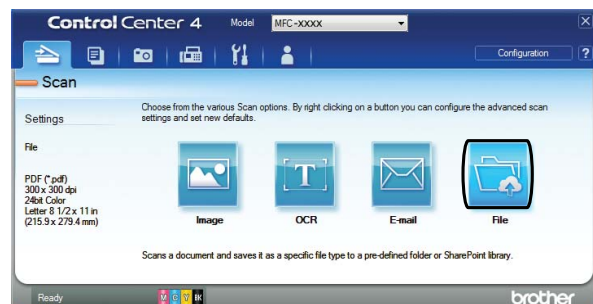 Control Center 4
Model
MFC-XXXX
Configuration
?
Scan
Settings
Choose from the various Scan options. By right clicking on a button you can configure the advanced scan
settings and set new defaults.
File
PDF (*.pdf)
300 x 300 dpi
24bit Color
Letter 8 1/2 x 11 in
(215.9 x 279.4 mm)
[T]
Image
OCR
E-mail
File
Scans a document and saves it as a specific file type to a pre-defined folder or SharePoint library.
Ready
M C Y BK
brother